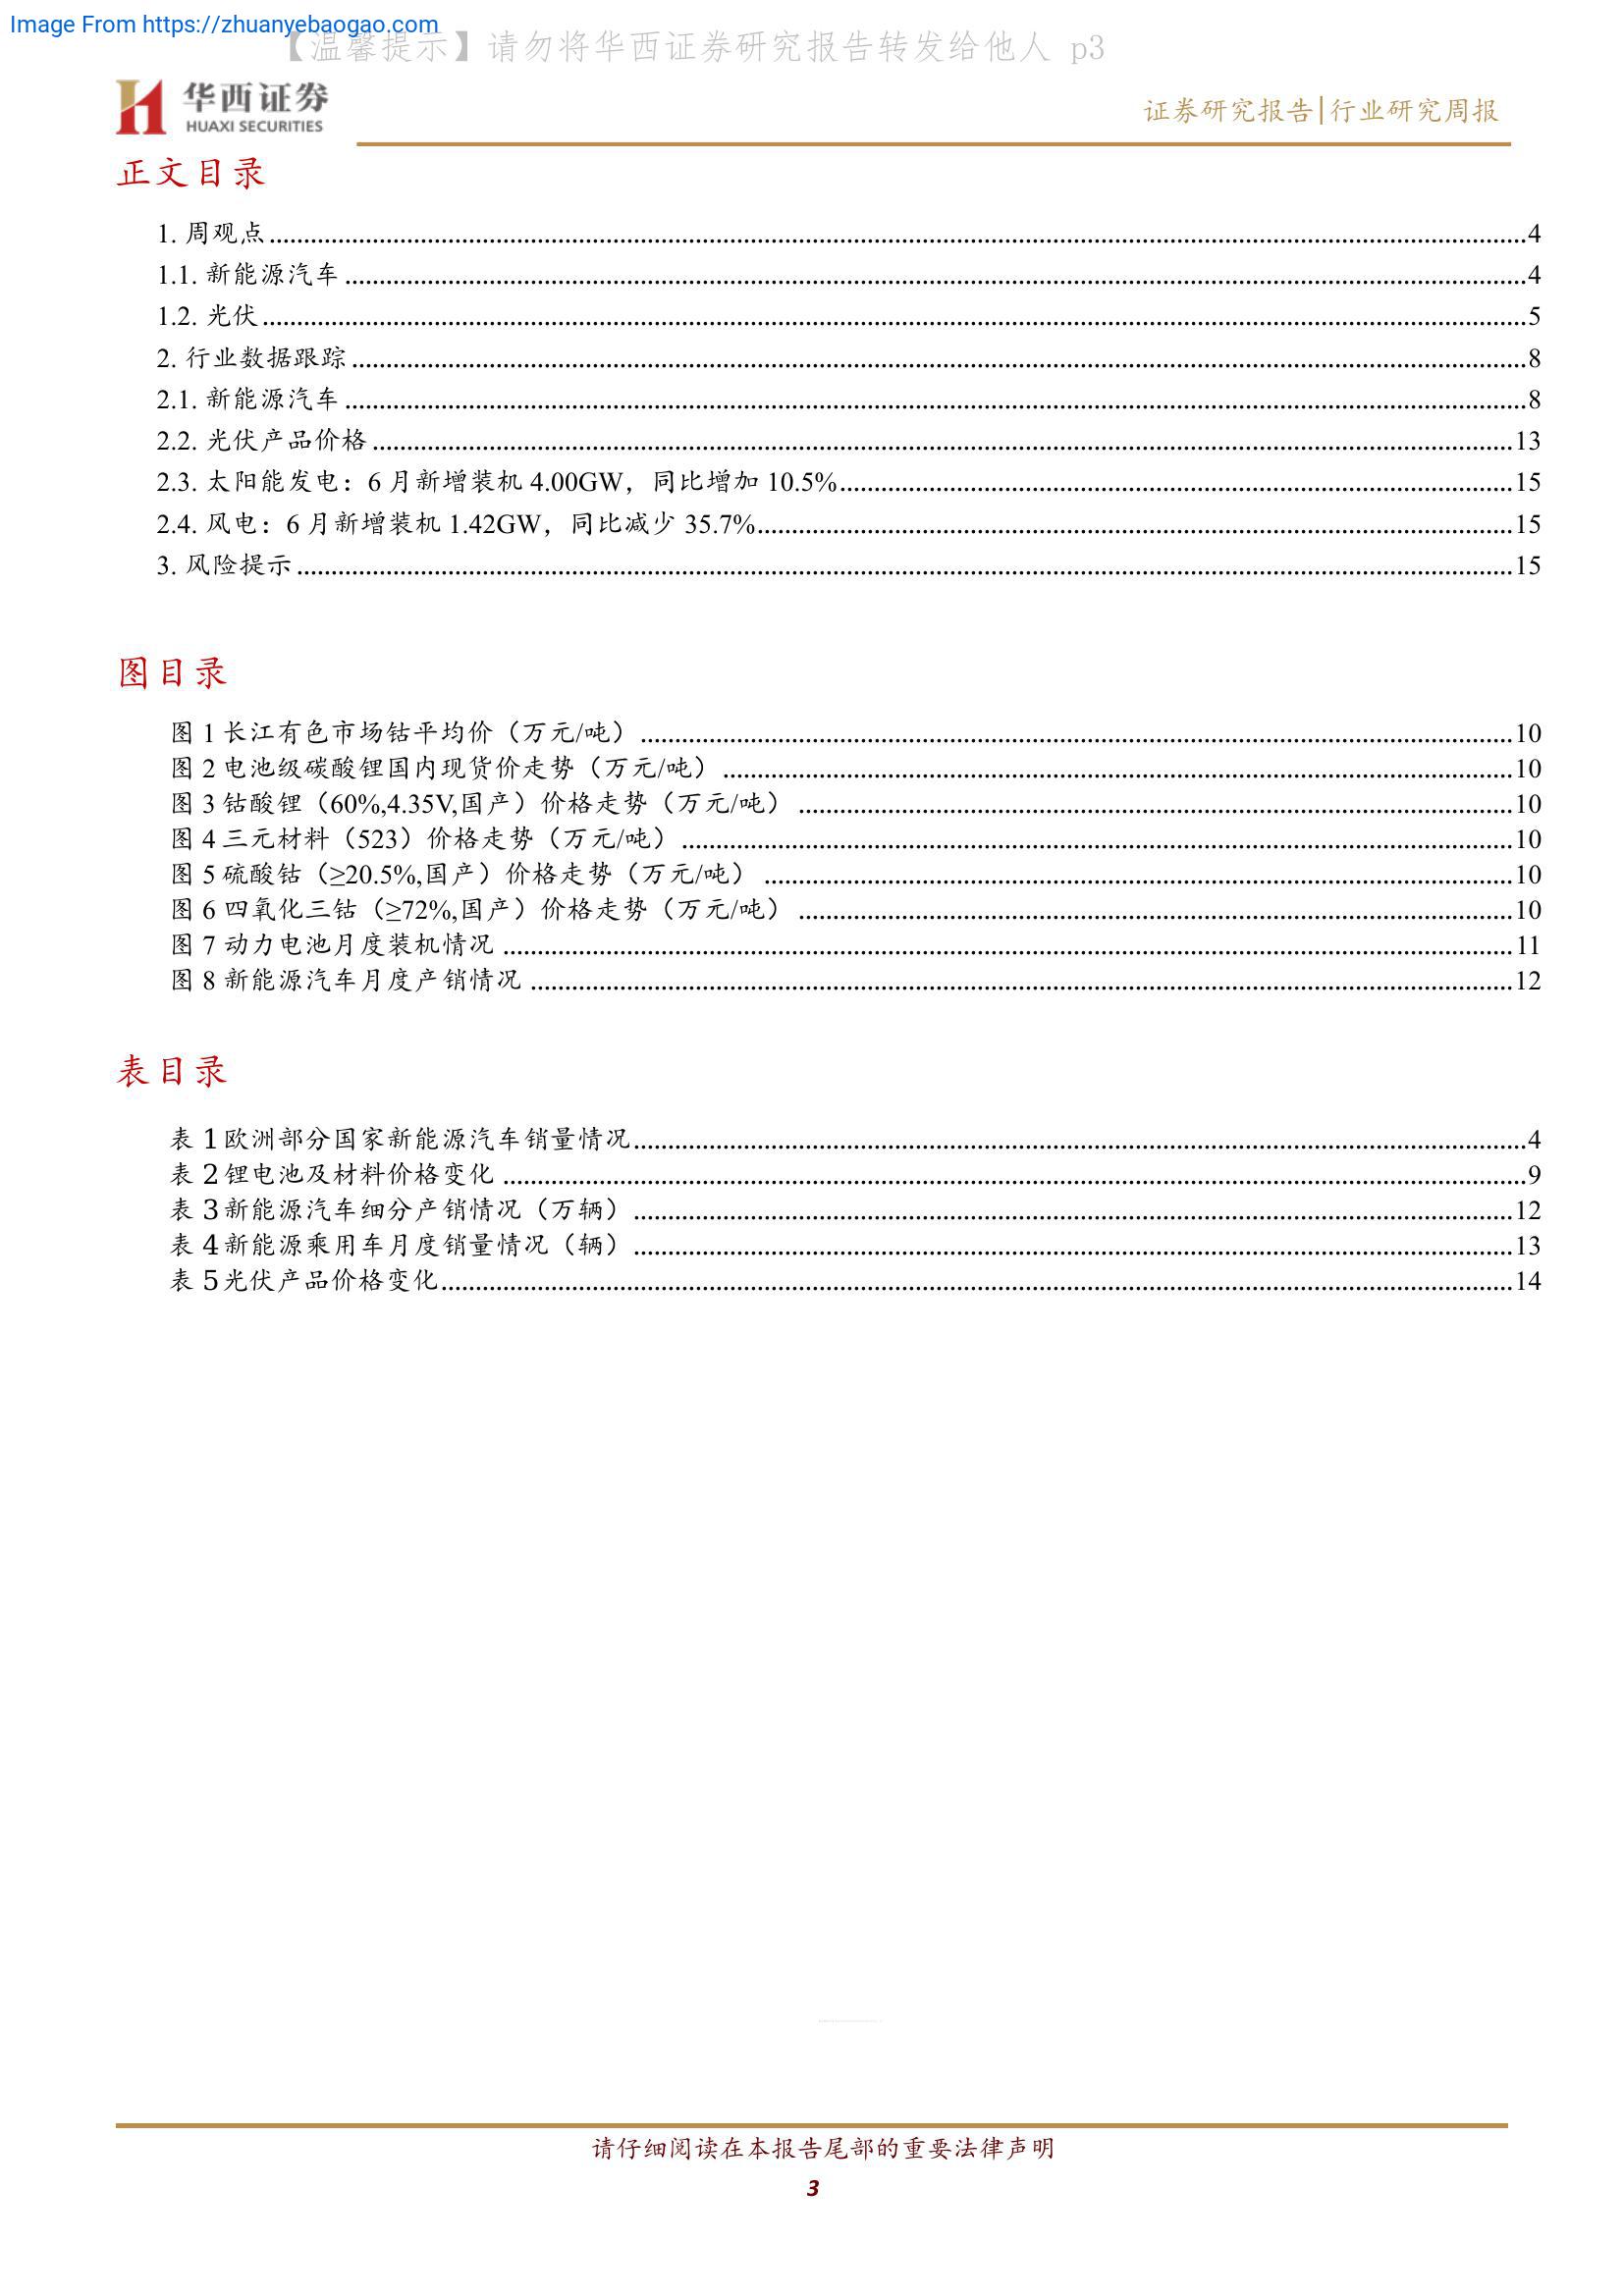 Image From https://zhuanyebaogao.com
【温馨提示】请勿将华西证券研究报告转发给他人 p3
华西证券
HUAXI SECURITIES
证券研究报告|行业研究周报
正文目录
1. 周观点 4
1.1. 新能源汽车 4
1.2. 光伏 5
2. 行业数据跟踪 8
2.1. 新能源汽车 8
2.2. 光伏产品价格 13
2.3. 太阳能发电：6 月新增装机 4.00GW，同比增加 10.5% 15
2.4. 风电：6 月新增装机 1.42GW，同比减少 35.7% 15
3. 风险提示 15
图目录
图 1 长江有色市场钴平均价（万元/吨） 10
图 2 电池级碳酸锂国内现货价走势（万元/吨） 10
图 3 钴酸锂（60%,4.35V,国产）价格走势（万元/吨） 10
图 4 三元材料（523）价格走势（万元/吨） 10
图 5 硫酸钴（≥20.5%,国产）价格走势（万元/吨） 10
图 6 四氧化三钴（≥72%,国产）价格走势（万元/吨） 10
图 7 动力电池月度装机情况 11
图 8 新能源汽车月度产销情况 12
表目录
表 1 欧洲部分国家新能源汽车销量情况 4
表 2 锂电池及材料价格变化 9
表 3 新能源汽车细分产销情况（万辆） 12
表 4 新能源乘用车月度销量情况（辆） 13
表 5 光伏产品价格变化 14
请仔细阅读在本报告尾部的重要法律声明
3